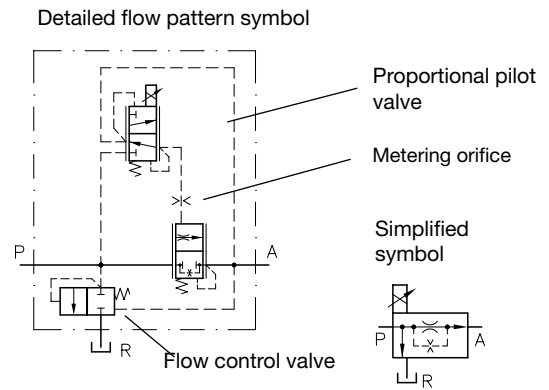 Detailed flow pattern symbol
Proportional pilot
valve
Metering orifice
P
A
R
Flow control valve
Simplified
symbol
P
A
R